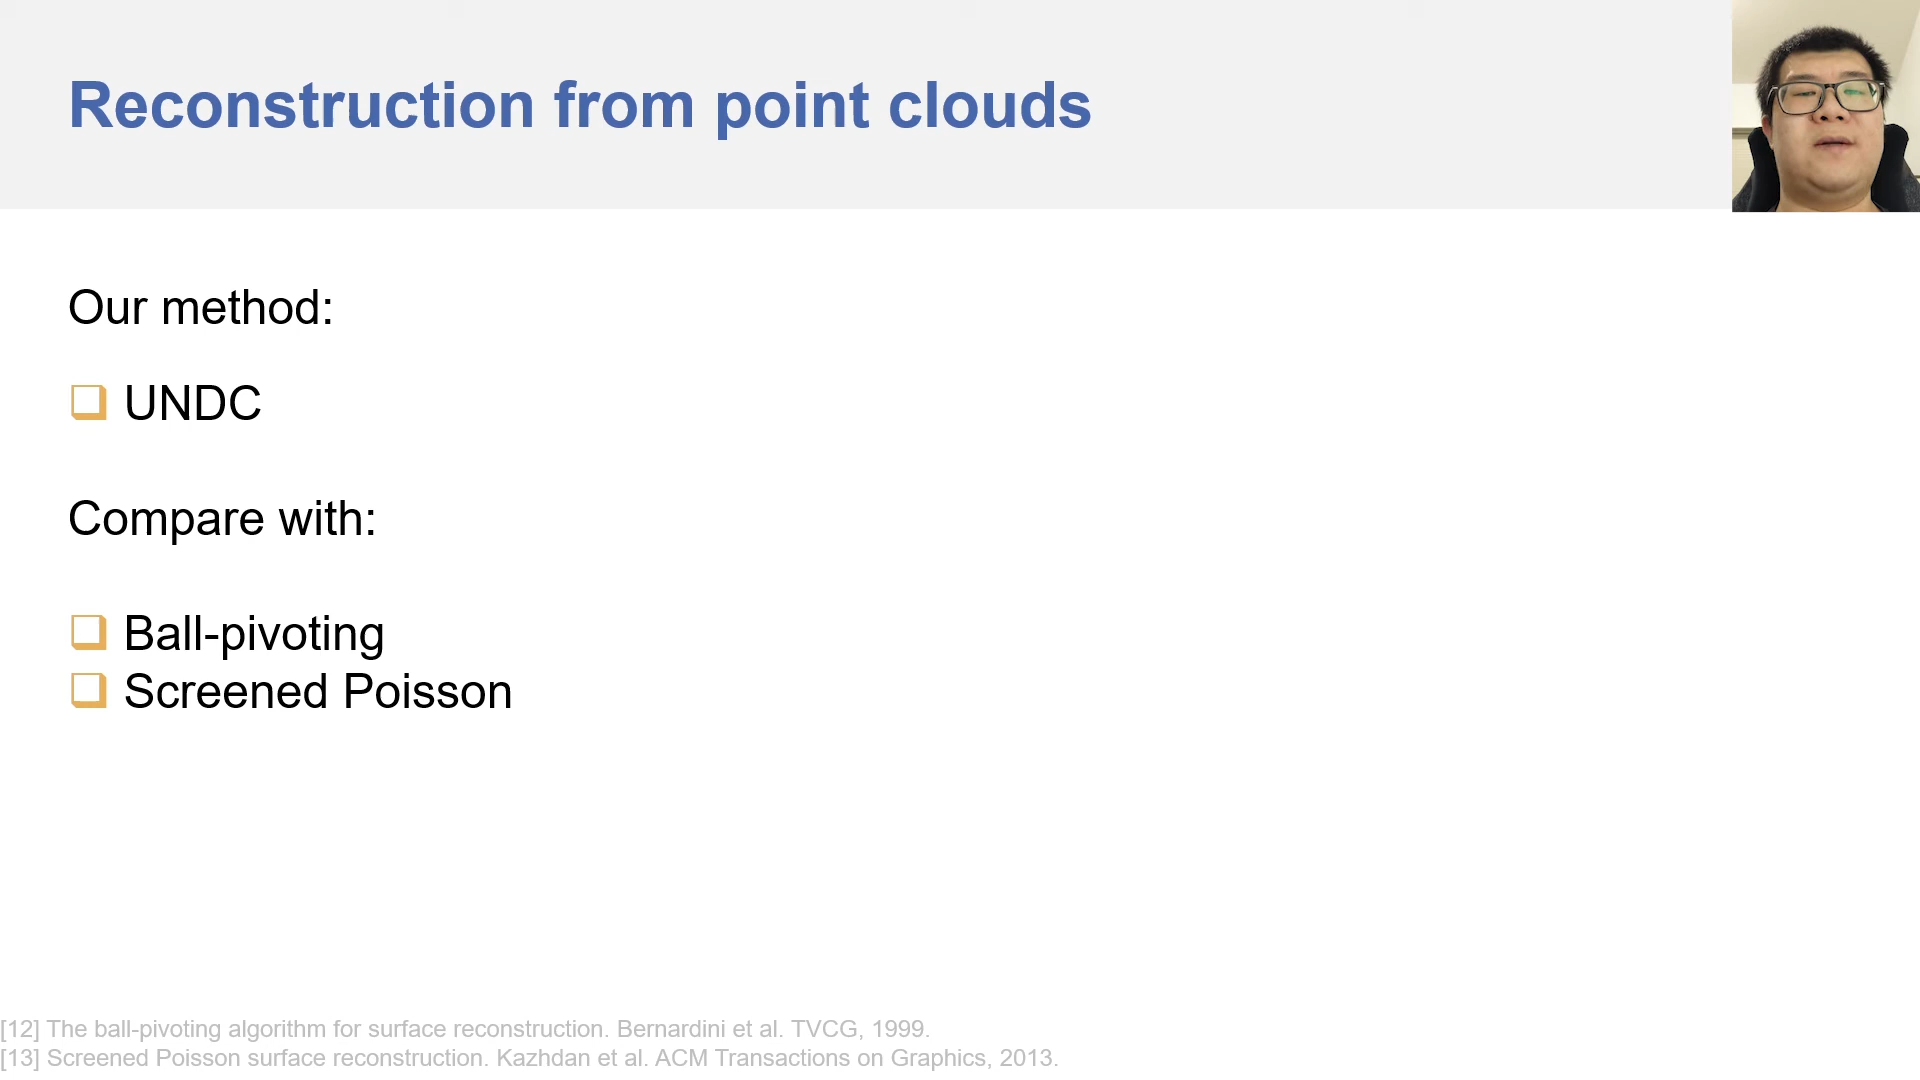 Reconstruction from point clouds
Our method:
UNDC
Compare with:
Ball-pivoting
Screened Poisson
[12] The ball-pivoting algorithm for surface reconstruction. Bernardini et al. TVCG, 1999.
[13] Screened Poisson surface reconstruction. Kazhdan et al. ACM Transactions on Graphics, 2013.